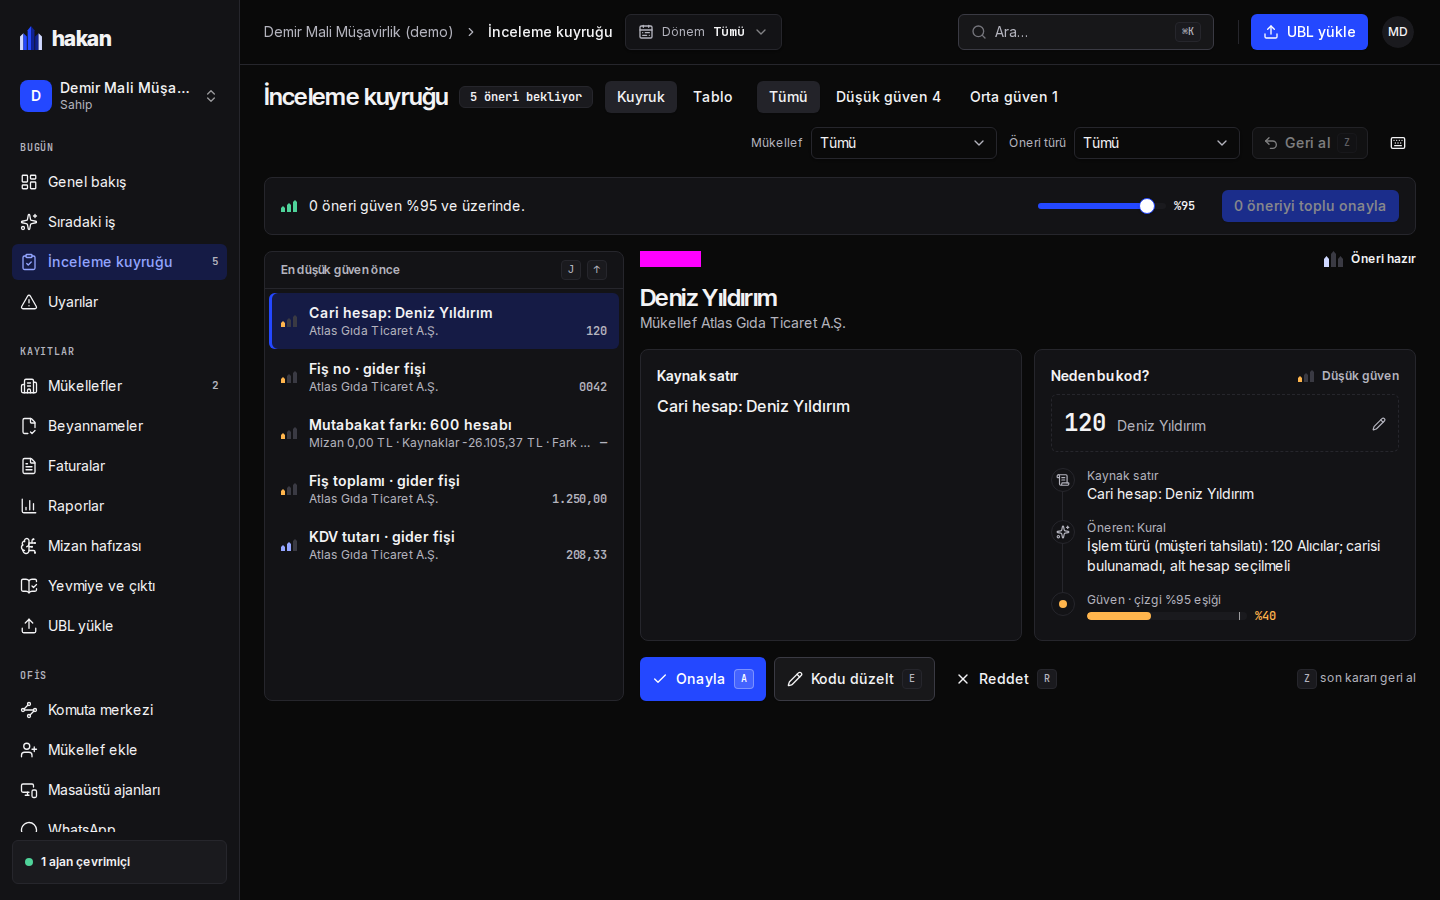 hakan
Demir Mali Müşavirlik (demo) › İnceleme kuyruğu
Dönem Tümü
Ara… ⌘K
UBL yükle
MD
D
Demir Mali Müşa…
Sahip
BUGÜN
Genel bakış
Sıradaki iş
İnceleme kuyruğu 5
Uyarılar
KAYITLAR
Mükellefler 2
Beyannameler
Faturalar
Raporlar
Mizan hafızası
Yevmiye ve çıktı
UBL yükle
OFİS
Komuta merkezi
Mükellef ekle
Masaüstü ajanları
WhatsApp
1 ajan çevrimiçi
İnceleme kuyruğu 5 öneri bekliyor
Kuyruk Tablo
Tümü Düşük güven 4 Orta güven 1
Mükellef Tümü
Öneri türü Tümü
Geri al Z
0 öneri güven %95 ve üzerinde.
%95
0 öneriyi toplu onayla
En düşük güven önce J ↑
Cari hesap: Deniz Yıldırım
Atlas Gıda Ticaret A.Ş. 120
Fiş no · gider fişi
Atlas Gıda Ticaret A.Ş. 0042
Mutabakat farkı: 600 hesabı
Mizan 0,00 TL · Kaynaklar -26.105,37 TL · Fark … —
Fiş toplamı · gider fişi
Atlas Gıda Ticaret A.Ş. 1.250,00
KDV tutarı · gider fişi
Atlas Gıda Ticaret A.Ş. 208,33
Öneri hazır
Deniz Yıldırım
Mükellef Atlas Gıda Ticaret A.Ş.
Kaynak satır
Cari hesap: Deniz Yıldırım
Neden bu kod? Düşük güven
120 Deniz Yıldırım
Kaynak satır
Cari hesap: Deniz Yıldırım
Öneren: Kural
İşlem türü (müşteri tahsilatı): 120 Alıcılar; carisi
bulunamadı, alt hesap seçilmeli
Güven · çizgi %95 eşiği
%40
Onayla A
Kodu düzelt E
Reddet R
Z son kararı geri al